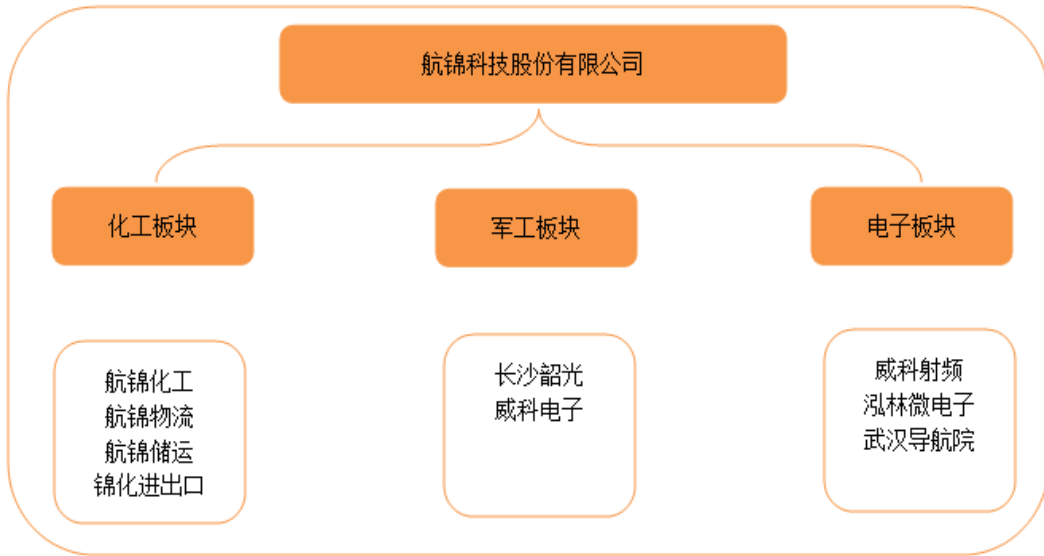 航锦科技股份有限公司
化工板块
军工板块
电子板块
航锦化工
航锦物流
航锦储运
锦化进出口
长沙韶光
威科电子
威科射频
泓林微电子
武汉导航院